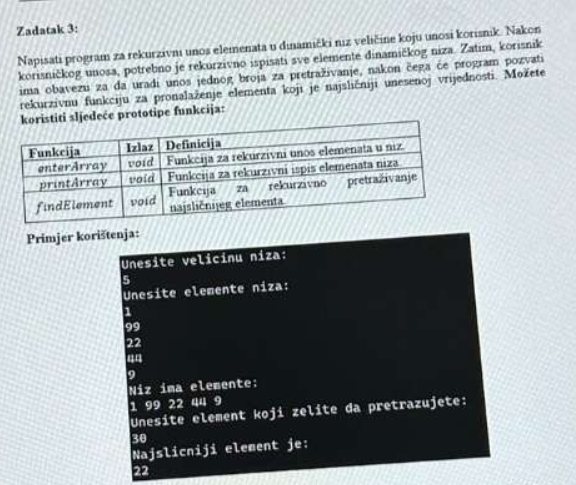 Zadatak 3:
Napisati program za rekurzivni unos elemenata u dinamički niz veličine koju unosi korisnik. Nakon
korisničkog unosa, potrebno je rekurzivno ispisati sve elemente dinamičkog niza. Zatim, korisnik
ima obavezu za da uradi unos jednog broja za pretraživanje, nakon čega će program pozvati
rekurzivnu funkciju za pronalaženje elementa koji je najsličniji unesenoj vrijednosti. Možete
koristiti sljedeće prototipe funkcija:
Funkcija Izlaz Definicija
enterArray void Funkcija za rekurzivni unos elemenata u niz.
printArray void Funkcija za rekurzivni ispis elemenata niza.
findElement void Funkcija za rekurzivno pretraživanje
najsličnijeg elementa.
Primjer korištenja:
Unesite velicinu niza:
5
Unesite elemente niza:
1
99
22
44
9
Niz ima elemente:
1 99 22 44 9
Unesite element koji zelite da pretrazujete:
30
Najslicniji element je:
22